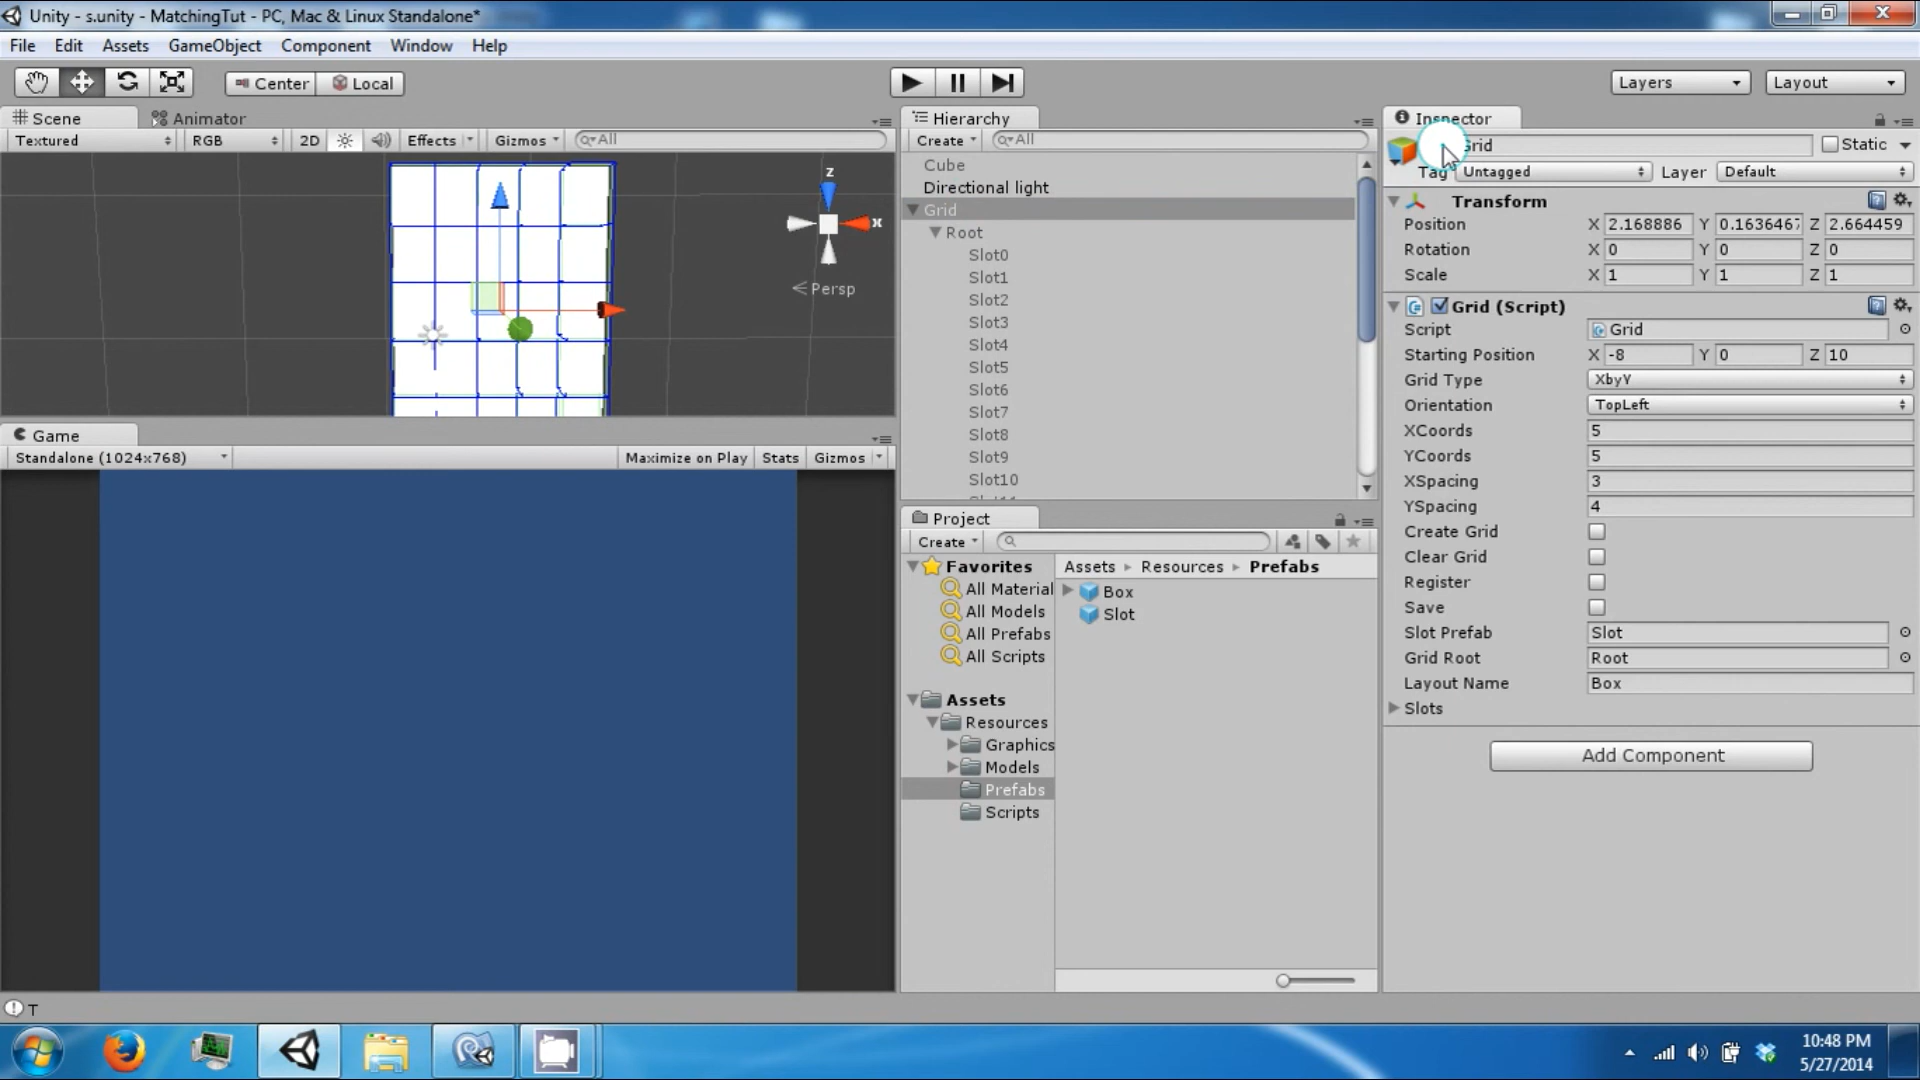 Unity - s.unity - MatchingTut - PC, Mac & Linux Standalone*
File Edit Assets GameObject Component Window Help
Center Local Layers Layout
Scene Animator
Textured RGB 2D Effects Gizmos All
z
x
Persp
Game
Standalone (1024x768) Maximize on Play Stats Gizmos
T
Hierarchy
Create All
Cube
Directional light
Grid
Root
Slot0
Slot1
Slot2
Slot3
Slot4
Slot5
Slot6
Slot7
Slot8
Slot9
Slot10
Project
Create
Favorites
All Material
All Models
All Prefabs
All Scripts
Assets
Resources
Graphics
Models
Prefabs
Scripts
Assets Resources Prefabs
Box
Slot
Inspector
Grid Static
Tag Untagged Layer Default
Transform
Position X 2.168886 Y 0.1636467 Z 2.664459
Rotation X 0 Y 0 Z 0
Scale X 1 Y 1 Z 1
Grid (Script)
Script Grid
Starting Position X -8 Y 0 Z 10
Grid Type XbyY
Orientation TopLeft
XCoords 5
YCoords 5
XSpacing 3
YSpacing 4
Create Grid
Clear Grid
Register
Save
Slot Prefab Slot
Grid Root Root
Layout Name Box
Slots
Add Component
10:48 PM
5/27/2014